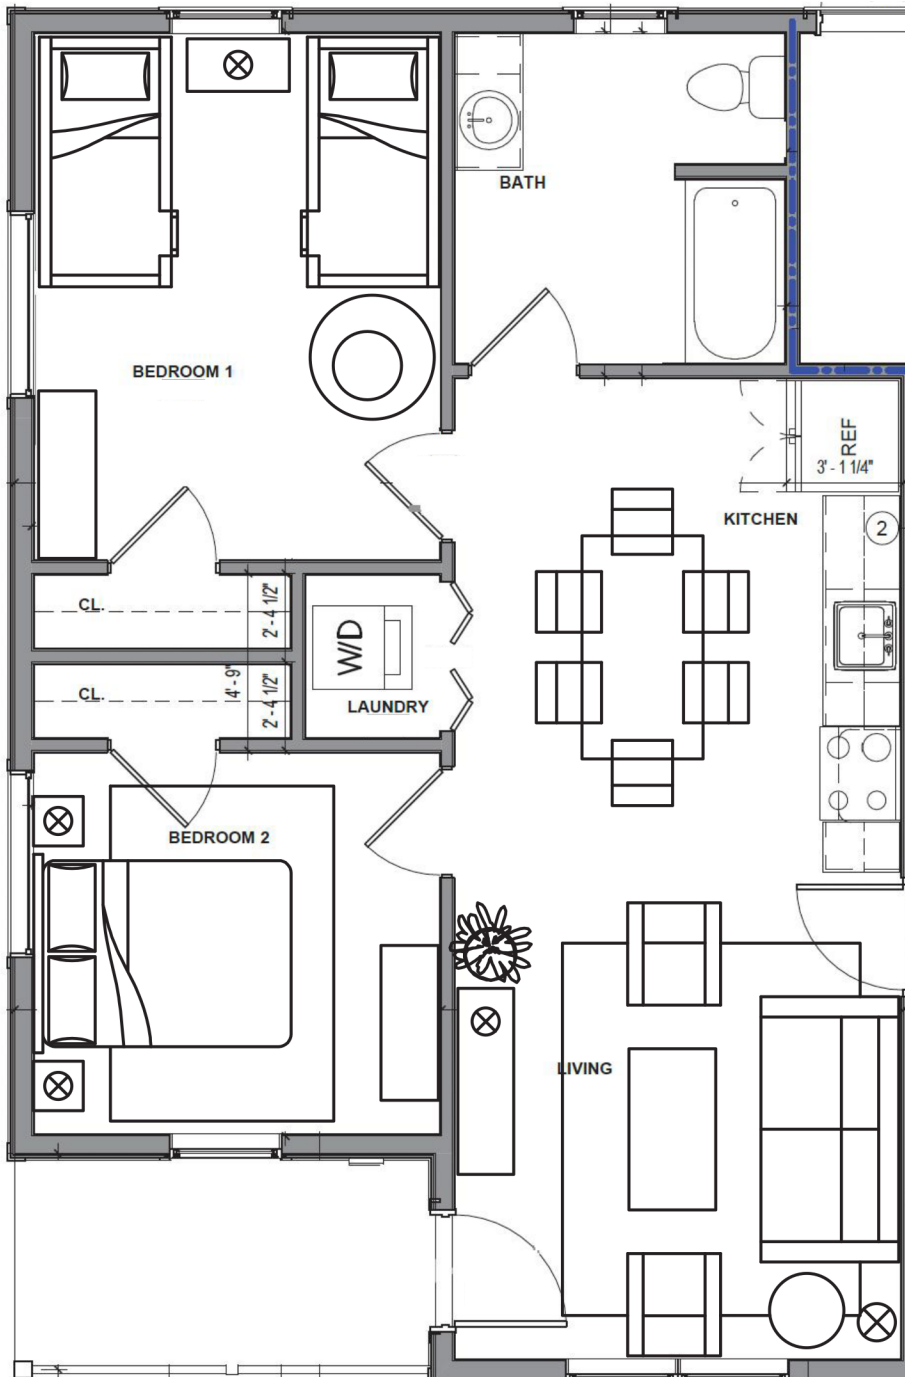 BATH
BEDROOM 1
REF
3' - 1 1/4"
KITCHEN
2
CL.
2' - 4 1/2"
W/D
4' - 9"
CL.
2' - 4 1/2"
LAUNDRY
BEDROOM 2
LIVING